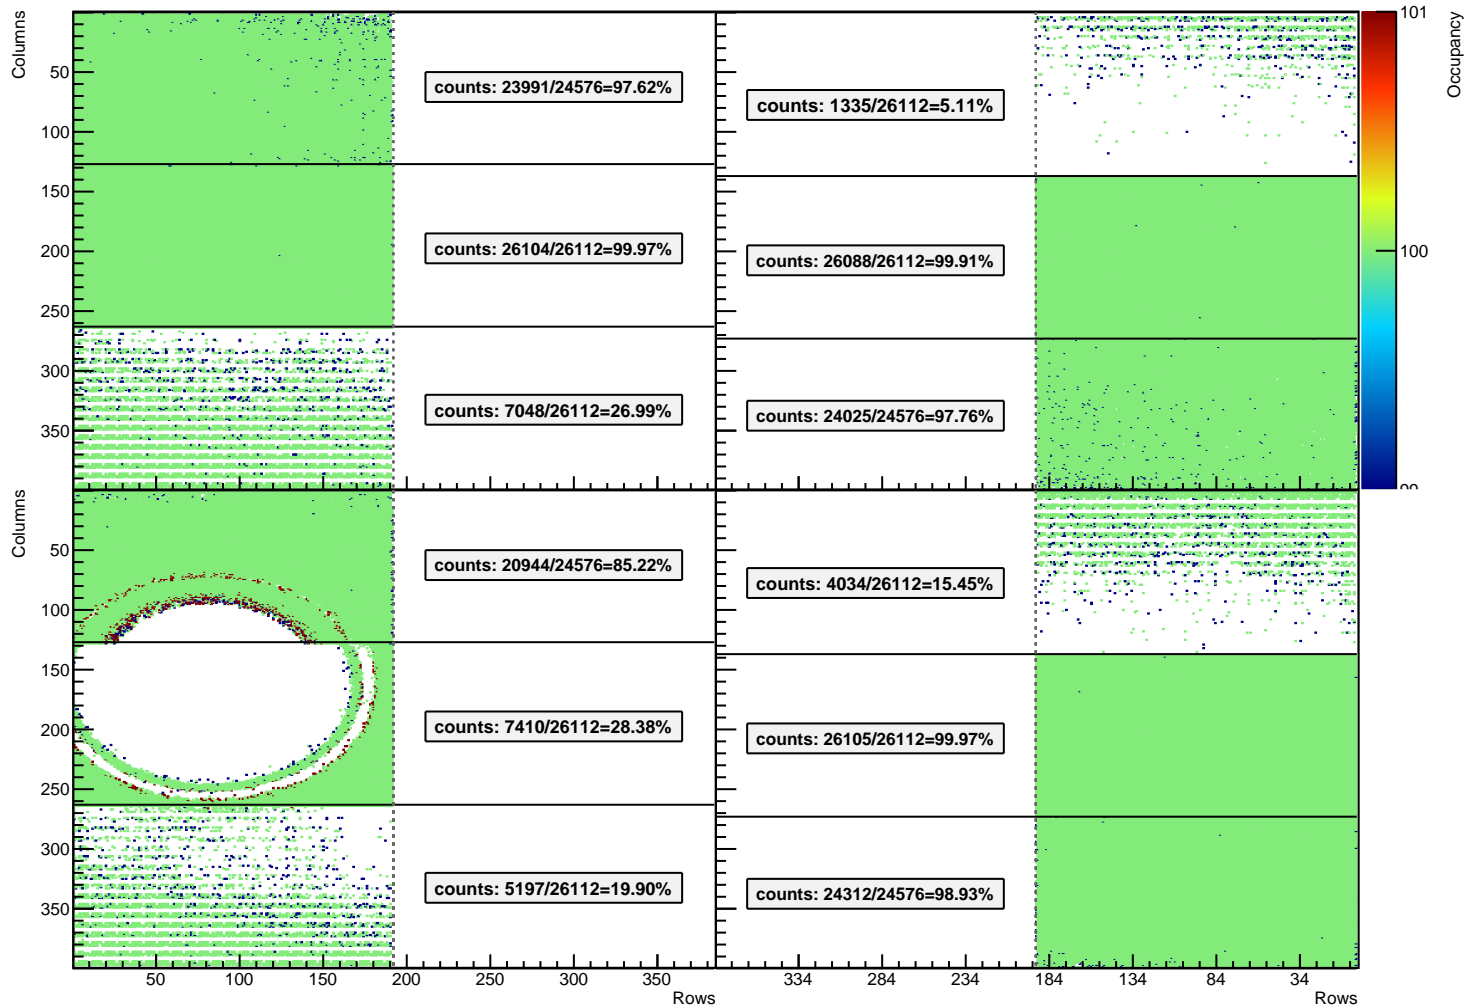 Columns
50
100
150
200
250
300
350
counts: 23991/24576=97.62%
counts: 26104/26112=99.97%
counts: 7048/26112=26.99%
counts: 1335/26112=5.11%
counts: 26088/26112=99.91%
counts: 24025/24576=97.76%
101
100
Occupancy
Columns
50
100
150
200
250
300
350
counts: 20944/24576=85.22%
counts: 7410/26112=28.38%
counts: 5197/26112=19.90%
counts: 4034/26112=15.45%
counts: 26105/26112=99.97%
counts: 24312/24576=98.93%
50 100 150 200 250 300 350
Rows
334 284 234 184 134 84 34
Rows